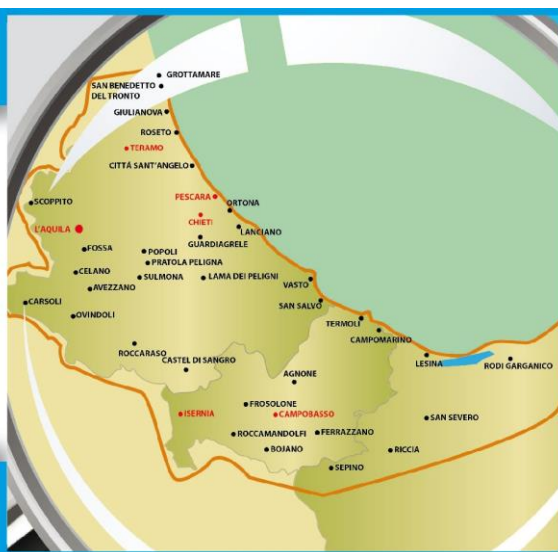 GROTTAMARE
SAN BENEDETTO
DEL TRONTO
GIULIANOVA
ROSETO
TERAMO
CITTÁ SANT'ANGELO
SCOPPITO
PESCARA
ORTONA
CHIETI
L'AQUILA
LANCIANO
GUARDIAGRELE
FOSSA
POPOLI
PRATOLA PELIGNA
CELANO
SULMONA
LAMA DEI PELIGNI
VASTO
AVEZZANO
CARSOLI
SAN SALVO
OVINDOLI
TERMOLI
CAMPOMARINO
ROCCARASO
CASTEL DI SANGRO
LESINA
RODI GARGANICO
AGNONE
FROSOLONE
ISERNIA
CAMPOBASSO
SAN SEVERO
ROCCAMANDOLFI
FERRAZZANO
BOJANO
RICCIA
SEPINO